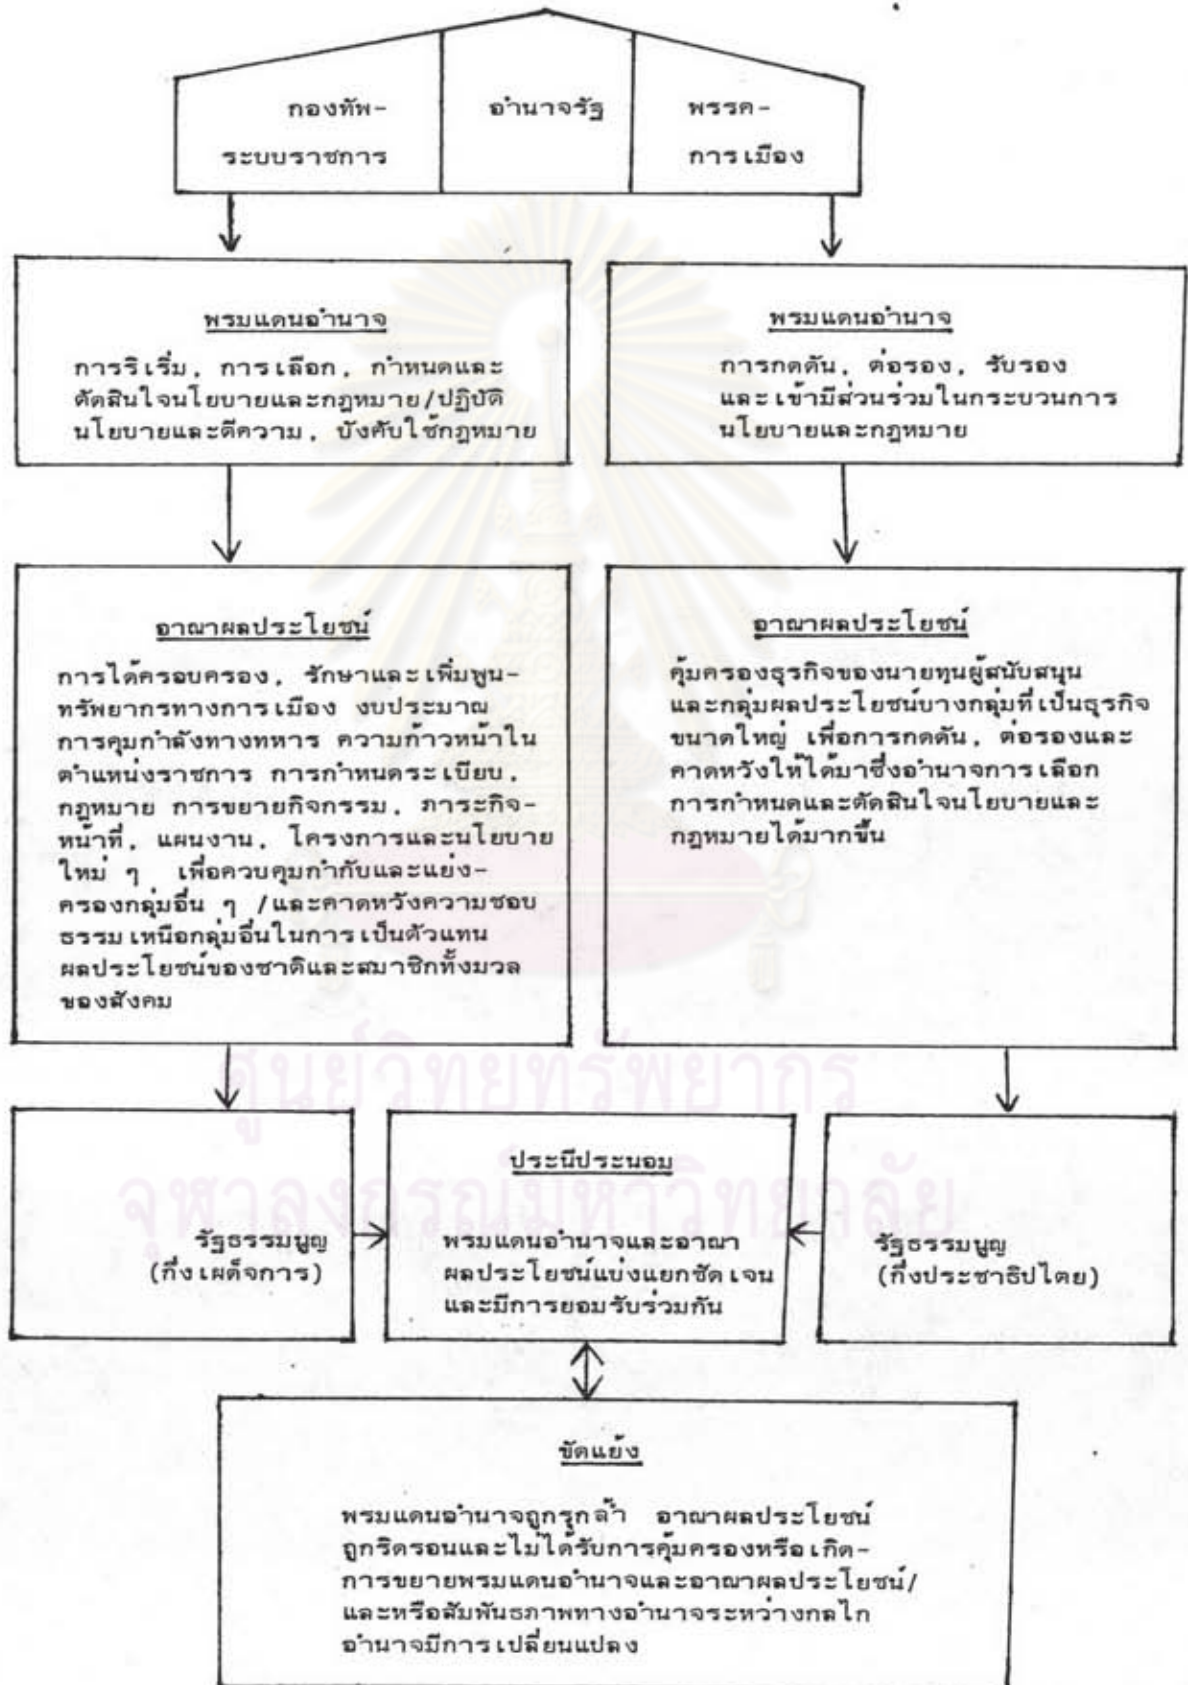 กองทัพ-
ระบบราชการ
อำนาจรัฐ
พรรค-
การเมือง
พรมแดนอำนาจ
การริเริ่ม, การเลือก, กำหนดและ
ตัดสินใจนโยบายและกฎหมาย/ปฏิบัติ
นโยบายและตีความ, บังคับใช้กฎหมาย
พรมแดนอำนาจ
การกดดัน, ต่อรอง, รับรอง
และเข้ามีส่วนร่วมในกระบวนการ
นโยบายและกฎหมาย
อาณาผลประโยชน์
การได้ครอบครอง, รักษาและเพิ่มพูน-
ทรัพยากรทางการเมือง งบประมาณ
การคุมกำลังทางทหาร ความก้าวหน้าใน
ตำแหน่งราชการ การกำหนดระเบียบ,
กฎหมาย การขยายกิจกรรม, ภาระกิจ-
หน้าที่, แผนงาน, โครงการและนโยบาย
ใหม่ ๆ เพื่อควบคุมกำกับและแย่ง-
ครองกลุ่มอื่น ๆ /และคาดหวังความชอบ
ธรรมเหนือกลุ่มอื่นในการเป็นตัวแทน
ผลประโยชน์ของชาติและสมาชิกทั้งมวล
ของสังคม
อาณาผลประโยชน์
คุ้มครองธุรกิจของนายทุนผู้สนับสนุน
และกลุ่มผลประโยชน์บางกลุ่มที่เป็นธุรกิจ
ขนาดใหญ่ เพื่อการกดดัน, ต่อรองและ
คาดหวังให้ได้มาซึ่งอำนาจการเลือก
การกำหนดและตัดสินใจนโยบายและ
กฎหมายได้มากขึ้น
ศูนย์วิทยทรัพยากร
จุฬาลงกรณ์มหาวิทยาลัย
รัฐธรรมนูญ
(กึ่งเผด็จการ)
ประนีประนอม
พรมแดนอำนาจและอาณา
ผลประโยชน์แบ่งแยกชัดเจน
และมีการยอมรับร่วมกัน
รัฐธรรมนูญ
(กึ่งประชาธิปไตย)
ขัดแย้ง
พรมแดนอำนาจถูกรุกล้ำ อาณาผลประโยชน์
ถูกริดรอนและไม่ได้รับการคุ้มครองหรือเกิด-
การขยายพรมแดนอำนาจและอาณาผลประโยชน์/
และหรือสัมพันธภาพทางอำนาจระหว่างกลไก
อำนาจมีการเปลี่ยนแปลง